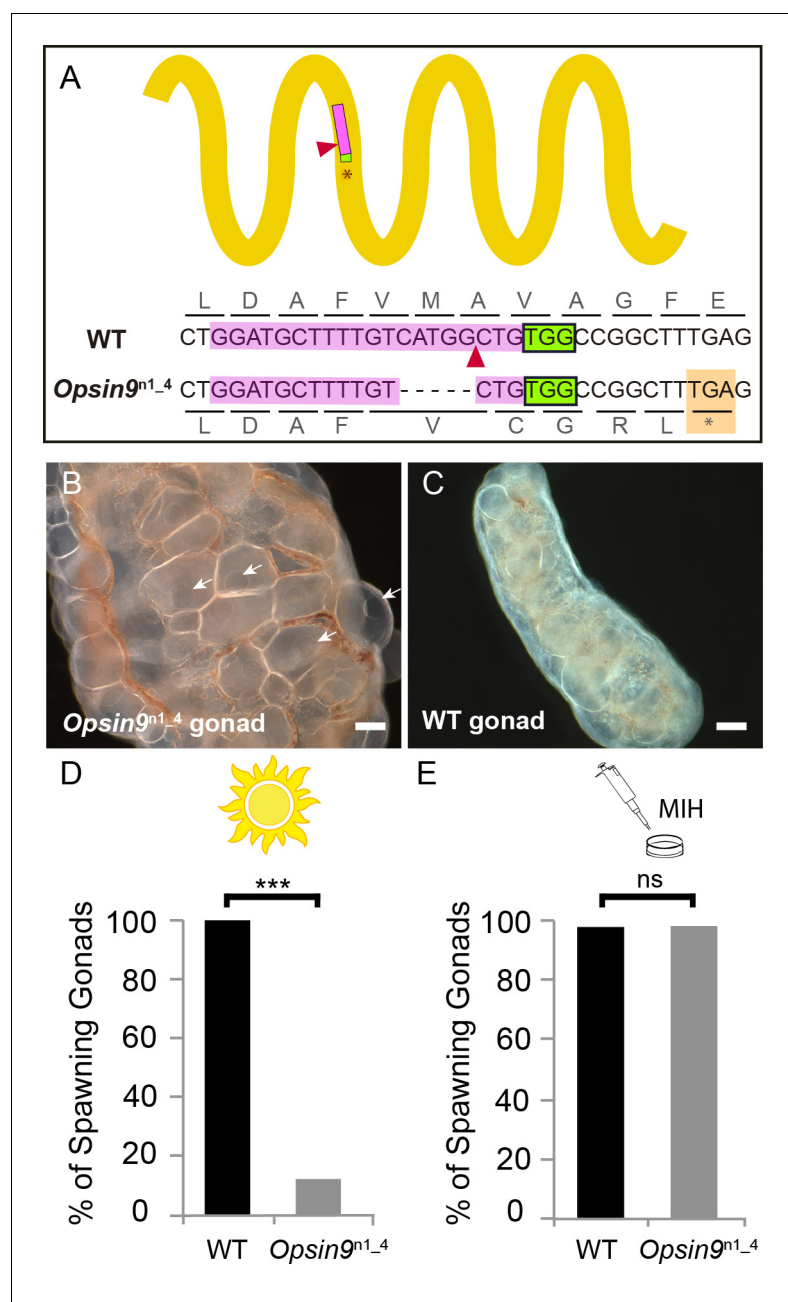 A
L D A F V M A V A G F E
WT CTGGATGCTTTTGTCATGGCTGTGGCCGGCTTTGAG
Opsin9n1_4 CTGGATGCTTTTGT-----CTGTGGCCGGCTTTGAG
L D A F V C G R L *
*
B
Opsin9n1_4 gonad
C
WT gonad
D
***
% of Spawning Gonads
100
80
60
40
20
0
WT Opsin9n1_4
E
MIH
ns
% of Spawning Gonads
100
80
60
40
20
0
WT Opsin9n1_4